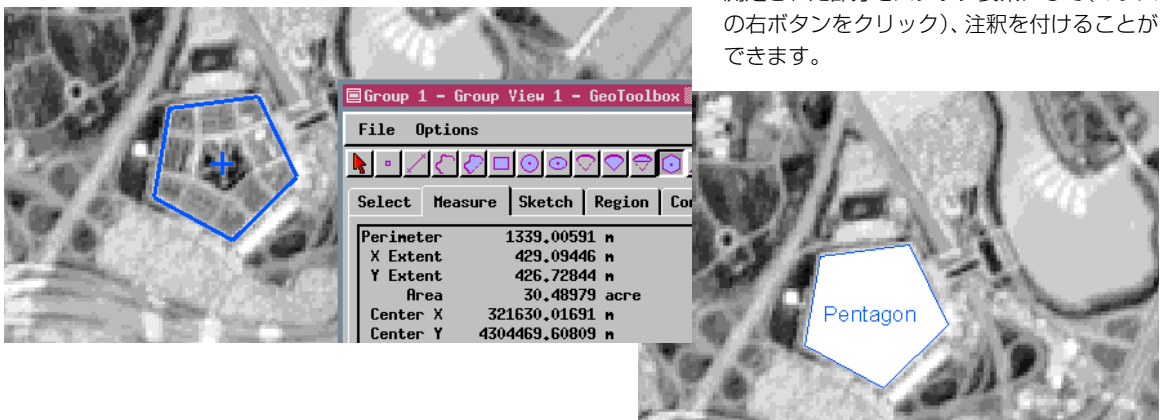 の右ボタンをクリック)、注釈を付けることが
できます。
Group 1 - Group View 1 - GeoToolbox
File Options
Select Measure Sketch Region
Perimeter 1339.00591 m
X Extent 429.09446 m
Y Extent 426.72844 m
Area 30.48979 acre
Center X 321630.01691 m
Center Y 4304469.60809 m
Pentagon